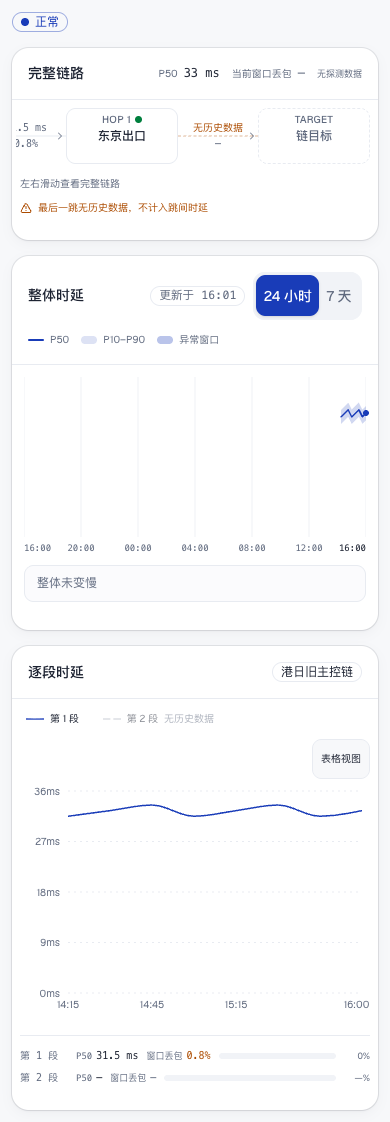 正常
完整链路
P50 33 ms 当前窗口丢包 — 无探测数据
.5 ms
0.8%
HOP 1
东京出口
无历史数据
—
TARGET
链目标
左右滑动查看完整链路
最后一跳无历史数据，不计入跳间时延
整体时延
更新于 16:01
24 小时
7 天
P50 P10–P90 异常窗口
16:00 20:00 00:00 04:00 08:00 12:00 16:00
整体未变慢
逐段时延
港日旧主控链
第 1 段 第 2 段 无历史数据
表格视图
36ms
27ms
18ms
9ms
0ms
14:15 14:45 15:15 16:00
第 1 段 P50 31.5 ms 窗口丢包 0.8% 0%
第 2 段 P50 — 窗口丢包 — —%